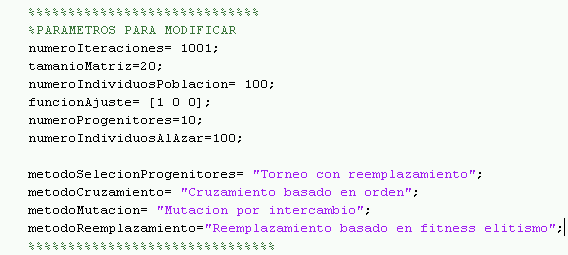 %%%%%%%%%%%%%%%%%%%%%%%%%%%%%
%PARAMETROS PARA MODIFICAR
numeroIteraciones= 1001;
tamanioMatriz=20;
numeroIndividuosPoblacion= 100;
funcionAjuste= [1 0 0];
numeroProgenitores=10;
numeroIndividuosAlAzar=100;
metodoSelecionProgenitores= "Torneo con reemplazamiento";
metodoCruzamiento= "Cruzamiento basado en orden";
metodoMutacion= "Mutacion por intercambio";
metodoReemplazamiento="Reemplazamiento basado en fitness elitismo";
%%%%%%%%%%%%%%%%%%%%%%%%%%%%%%%